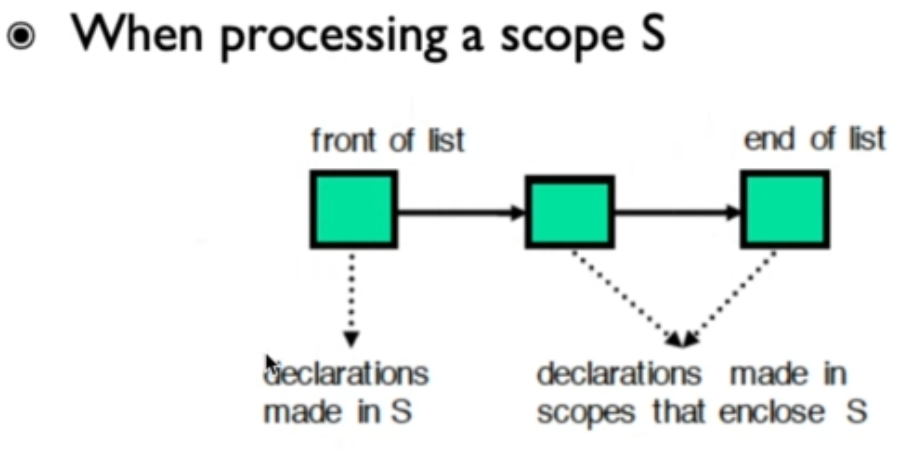 When processing a scope S
front of list
end of list
declarations
made in S
declarations made in
scopes that enclose S